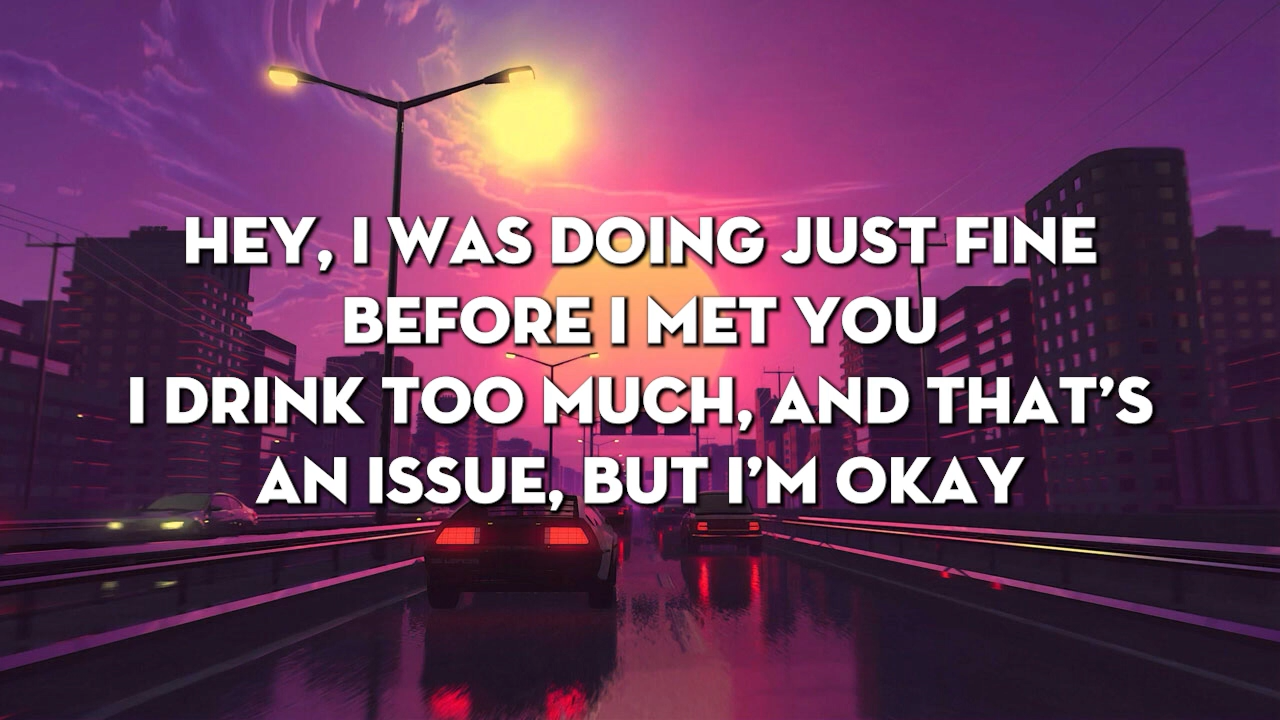 HEY, I WAS DOING JUST FINE
BEFORE I MET YOU
I DRINK TOO MUCH, AND THAT'S
AN ISSUE, BUT I'M OKAY